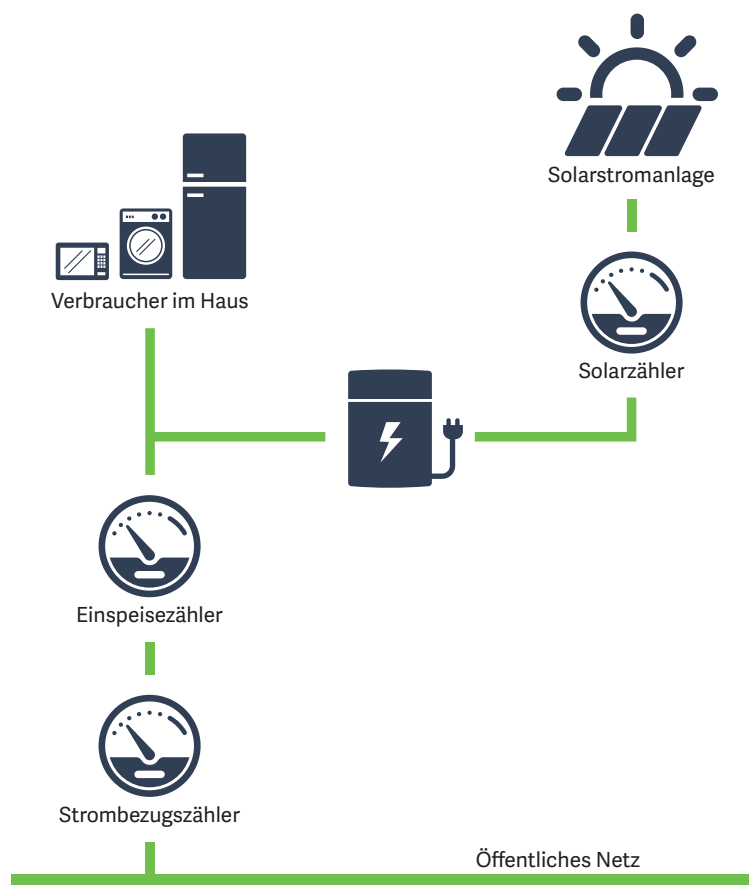 Solarstromanlage
Verbraucher im Haus
Solarzähler
Einspeisezähler
Strombezugszähler
Öffentliches Netz